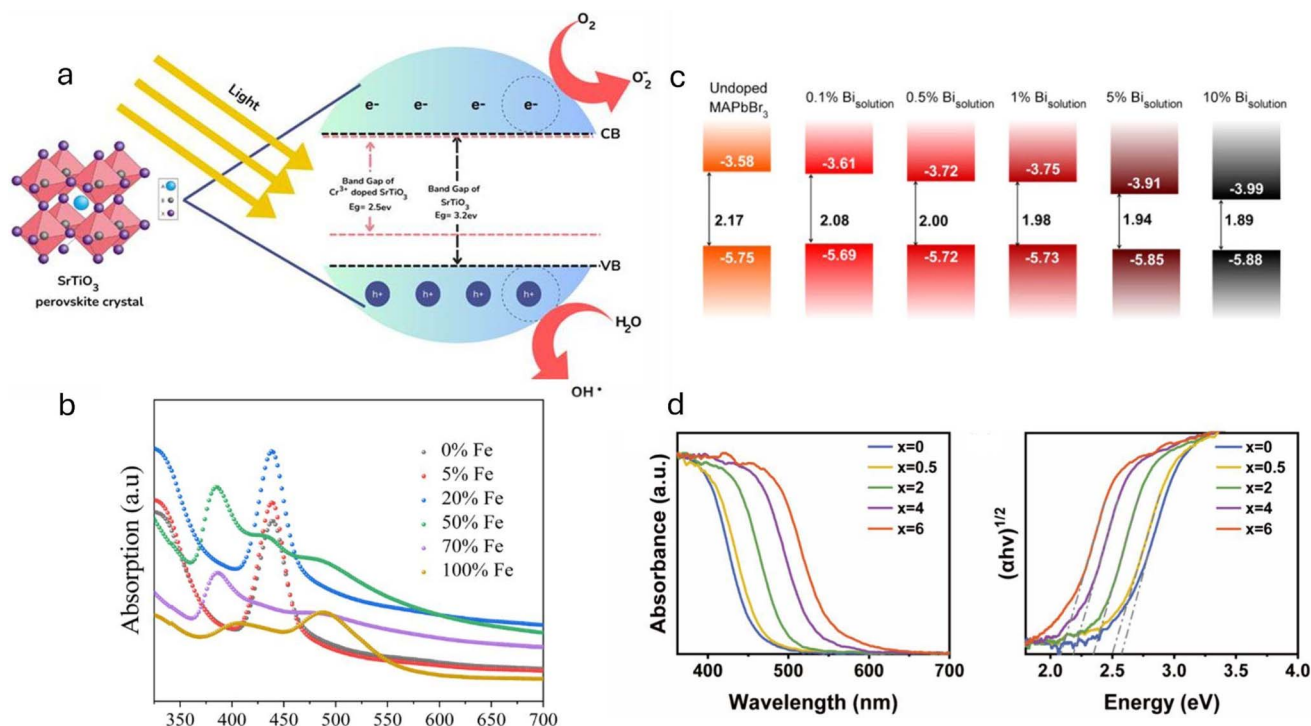 a
Light
e- e- e- e-
O₂
O₂⁻
CB
Band Gap of
Cr³⁺ doped SrTiO₃
Eg= 2.5ev
Band Gap of
SrTiO₃
Eg= 3.2ev
VB
h+ h+ h+ h+
H₂O
OH •
SrTiO₃
perovskite crystal
b
Absorption (a.u)
0% Fe
5% Fe
20% Fe
50% Fe
70% Fe
100% Fe
350 400 450 500 550 600 650 700
c
Undoped
MAPbBr₃
0.1% Bi_solution
0.5% Bi_solution
1% Bi_solution
5% Bi_solution
10% Bi_solution
-3.58 -3.61 -3.72 -3.75 -3.91 -3.99
2.17 2.08 2.00 1.98 1.94 1.89
-5.75 -5.69 -5.72 -5.73 -5.85 -5.88
d
Absorbance (a.u.)
x=0
x=0.5
x=2
x=4
x=6
400 500 600 700
Wavelength (nm)
(αhv)^1/2
x=0
x=0.5
x=2
x=4
x=6
2.0 2.5 3.0 3.5 4.0
Energy (eV)